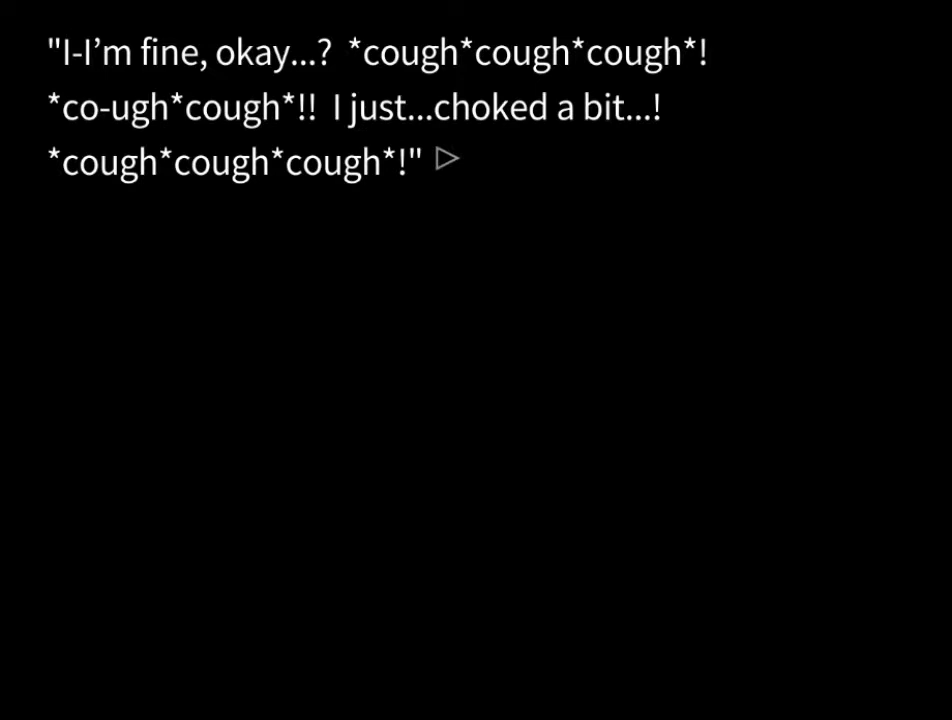 "I-I’m fine, okay...?  *cough*cough*cough*!
*co-ugh*cough*!!  I just...choked a bit...!
*cough*cough*cough*!"